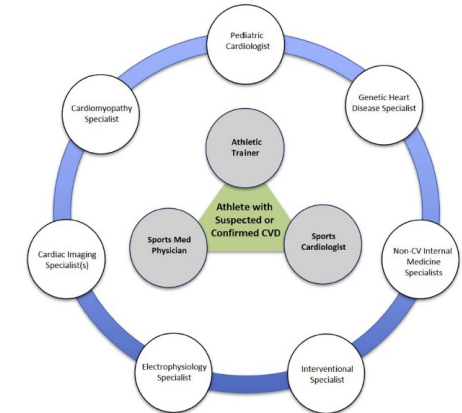 Pediatric
Cardiologist
Cardiomyopathy
Specialist
Genetic Heart
Disease Specialist
Athletic
Trainer
Athlete with
Suspected or
Confirmed CVD
Sports Med
Physician
Sports
Cardiologist
Cardiac Imaging
Specialist(s)
Non-CV Internal
Medicine
Specialists
Electrophysiology
Specialist
Interventional
Specialist